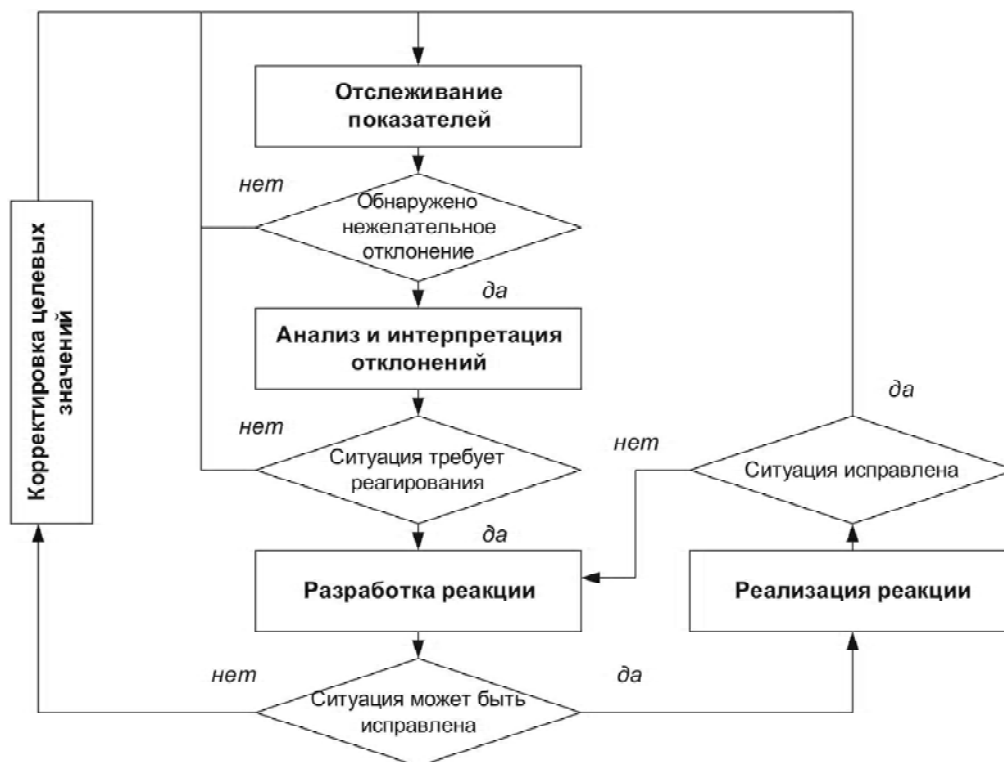 Отслеживание
показателей
нет
Обнаружено
нежелательное
отклонение
да
Анализ и интерпретация
отклонений
Корректировка целевых
значений
нет
Ситуация требует
реагирования
да
да
нет
Ситуация исправлена
Разработка реакции
Реализация реакции
нет
Ситуация может быть
исправлена
да